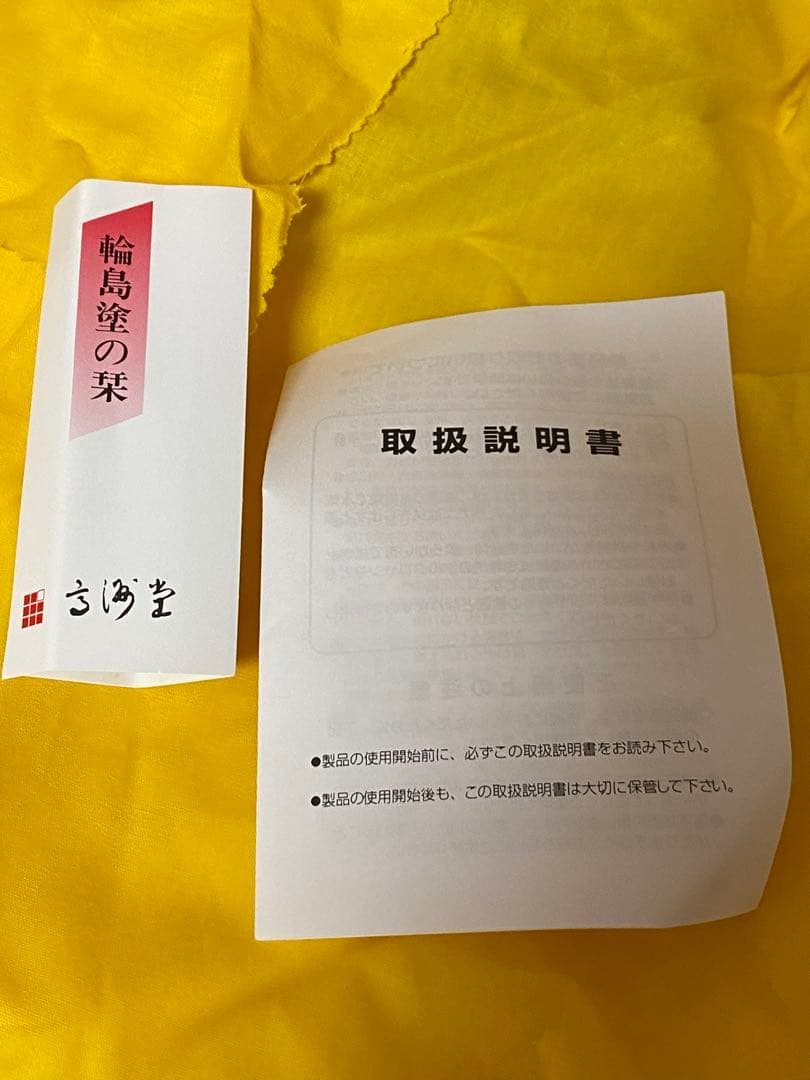 輪島塗の栞
高洲堂
取扱説明書
●製品の使用開始前に、必ずこの取扱説明書をお読み下さい。
●製品の使用開始後も、この取扱説明書は大切に保管して下さい。